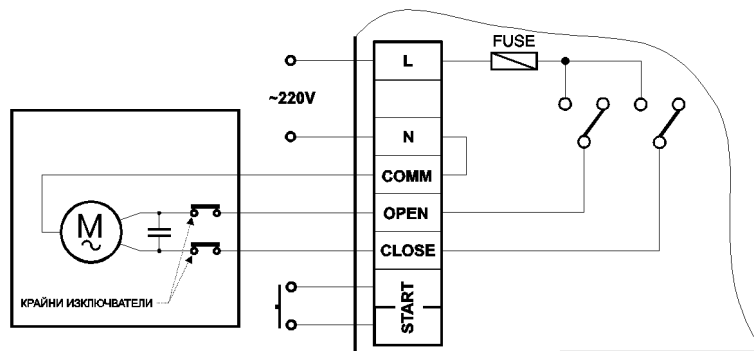 FUSE
L
~220V
N
COMM
OPEN
M
~
CLOSE
КРАЙНИ ИЗКЛЮЧВАТЕЛИ
START